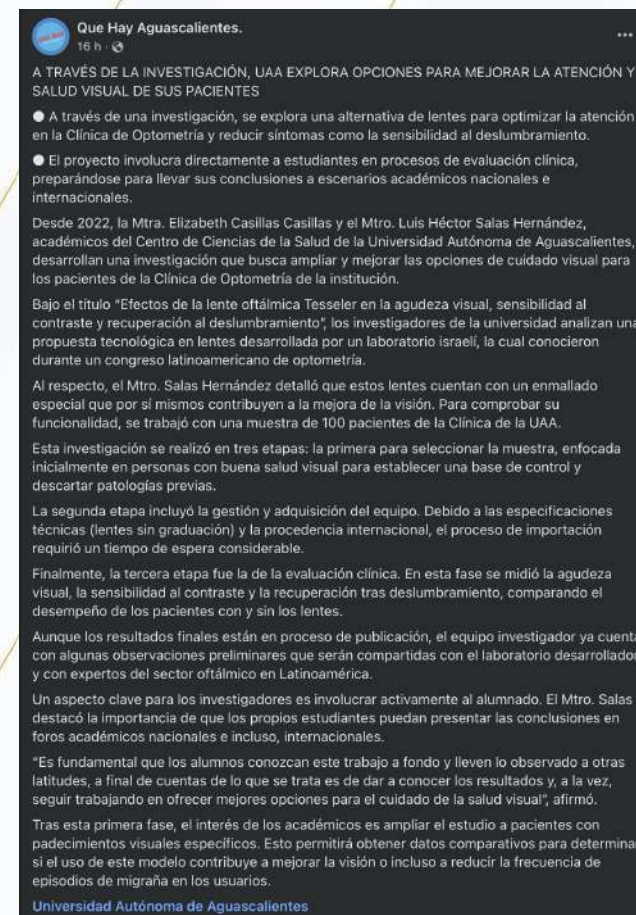 Que Hay Aguascalientes.
16 h
A TRAVÉS DE LA INVESTIGACIÓN, UAA EXPLORA OPCIONES PARA MEJORAR LA ATENCIÓN Y
SALUD VISUAL DE SUS PACIENTES
● A través de una investigación, se explora una alternativa de lentes para optimizar la atención
en la Clínica de Optometría y reducir síntomas como la sensibilidad al deslumbramiento.
● El proyecto involucra directamente a estudiantes en procesos de evaluación clínica,
preparándose para llevar sus conclusiones a escenarios académicos nacionales e
internacionales.
Desde 2022, la Mtra. Elizabeth Casillas Casillas y el Mtro. Luis Héctor Salas Hernández,
académicos del Centro de Ciencias de la Salud de la Universidad Autónoma de Aguascalientes,
desarrollan una investigación que busca ampliar y mejorar las opciones de cuidado visual para
los pacientes de la Clínica de Optometría de la institución.
Bajo el título "Efectos de la lente oftálmica Tesseler en la agudeza visual, sensibilidad al
contraste y recuperación al deslumbramiento", los investigadores de la universidad analizan una
propuesta tecnológica en lentes desarrollada por un laboratorio israelí, la cual conocieron
durante un congreso latinoamericano de optometría.
Al respecto, el Mtro. Salas Hernández detalló que estos lentes cuentan con un enmallado
especial que por sí mismos contribuyen a la mejora de la visión. Para comprobar su
funcionalidad, se trabajó con una muestra de 100 pacientes de la Clínica de la UAA.
Esta investigación se realizó en tres etapas: la primera para seleccionar la muestra, enfocada
inicialmente en personas con buena salud visual para establecer una base de control y
descartar patologías previas.
La segunda etapa incluyó la gestión y adquisición del equipo. Debido a las especificaciones
técnicas (lentes sin graduación) y la procedencia internacional, el proceso de importación
requirió un tiempo de espera considerable.
Finalmente, la tercera etapa fue la de la evaluación clínica. En esta fase se midió la agudeza
visual, la sensibilidad al contraste y la recuperación tras deslumbramiento, comparando el
desempeño de los pacientes con y sin los lentes.
Aunque los resultados finales están en proceso de publicación, el equipo investigador ya cuenta
con algunas observaciones preliminares que serán compartidas con el laboratorio desarrollador
y con expertos del sector oftálmico en Latinoamérica.
Un aspecto clave para los investigadores es involucrar activamente al alumnado. El Mtro. Salas
destacó la importancia de que los propios estudiantes puedan presentar las conclusiones en
foros académicos nacionales e incluso, internacionales.
"Es fundamental que los alumnos conozcan este trabajo a fondo y lleven lo observado a otras
latitudes, a final de cuentas de lo que se trata es de dar a conocer los resultados y, a la vez,
seguir trabajando en ofrecer mejores opciones para el cuidado de la salud visual", afirmó.
Tras esta primera fase, el interés de los académicos es ampliar el estudio a pacientes con
padecimientos visuales específicos. Esto permitirá obtener datos comparativos para determina
si el uso de este modelo contribuye a mejorar la visión o incluso a reducir la frecuencia de
episodios de migraña en los usuarios.
Universidad Autónoma de Aguascalientes